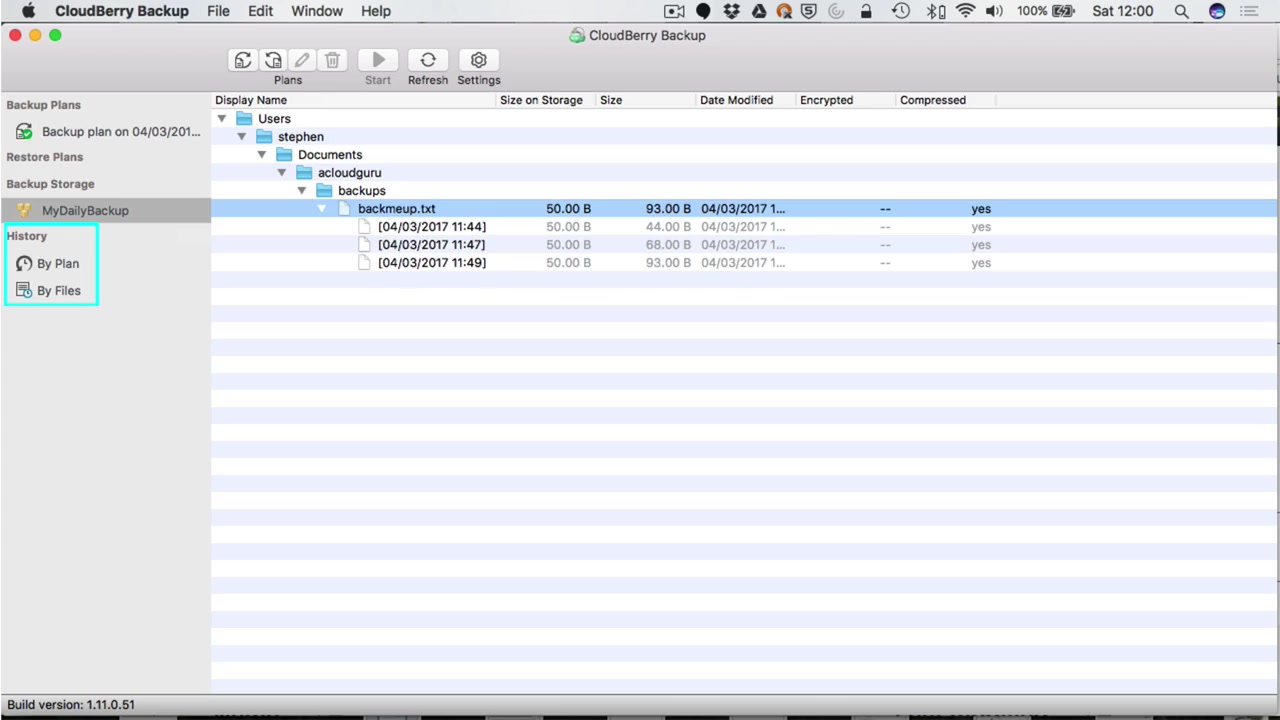 CloudBerry Backup File Edit Window Help 100% Sat 12:00
CloudBerry Backup
Plans Start Refresh Settings
Backup Plans
Backup plan on 04/03/201...
Restore Plans
Backup Storage
MyDailyBackup
History
By Plan
By Files
Display Name Size on Storage Size Date Modified Encrypted Compressed
Users
stephen
Documents
acloudguru
backups
backmeup.txt 50.00 B 93.00 B 04/03/2017 1... -- yes
[04/03/2017 11:44] 50.00 B 44.00 B 04/03/2017 1... -- yes
[04/03/2017 11:47] 50.00 B 68.00 B 04/03/2017 1... -- yes
[04/03/2017 11:49] 50.00 B 93.00 B 04/03/2017 1... -- yes
Build version: 1.11.0.51